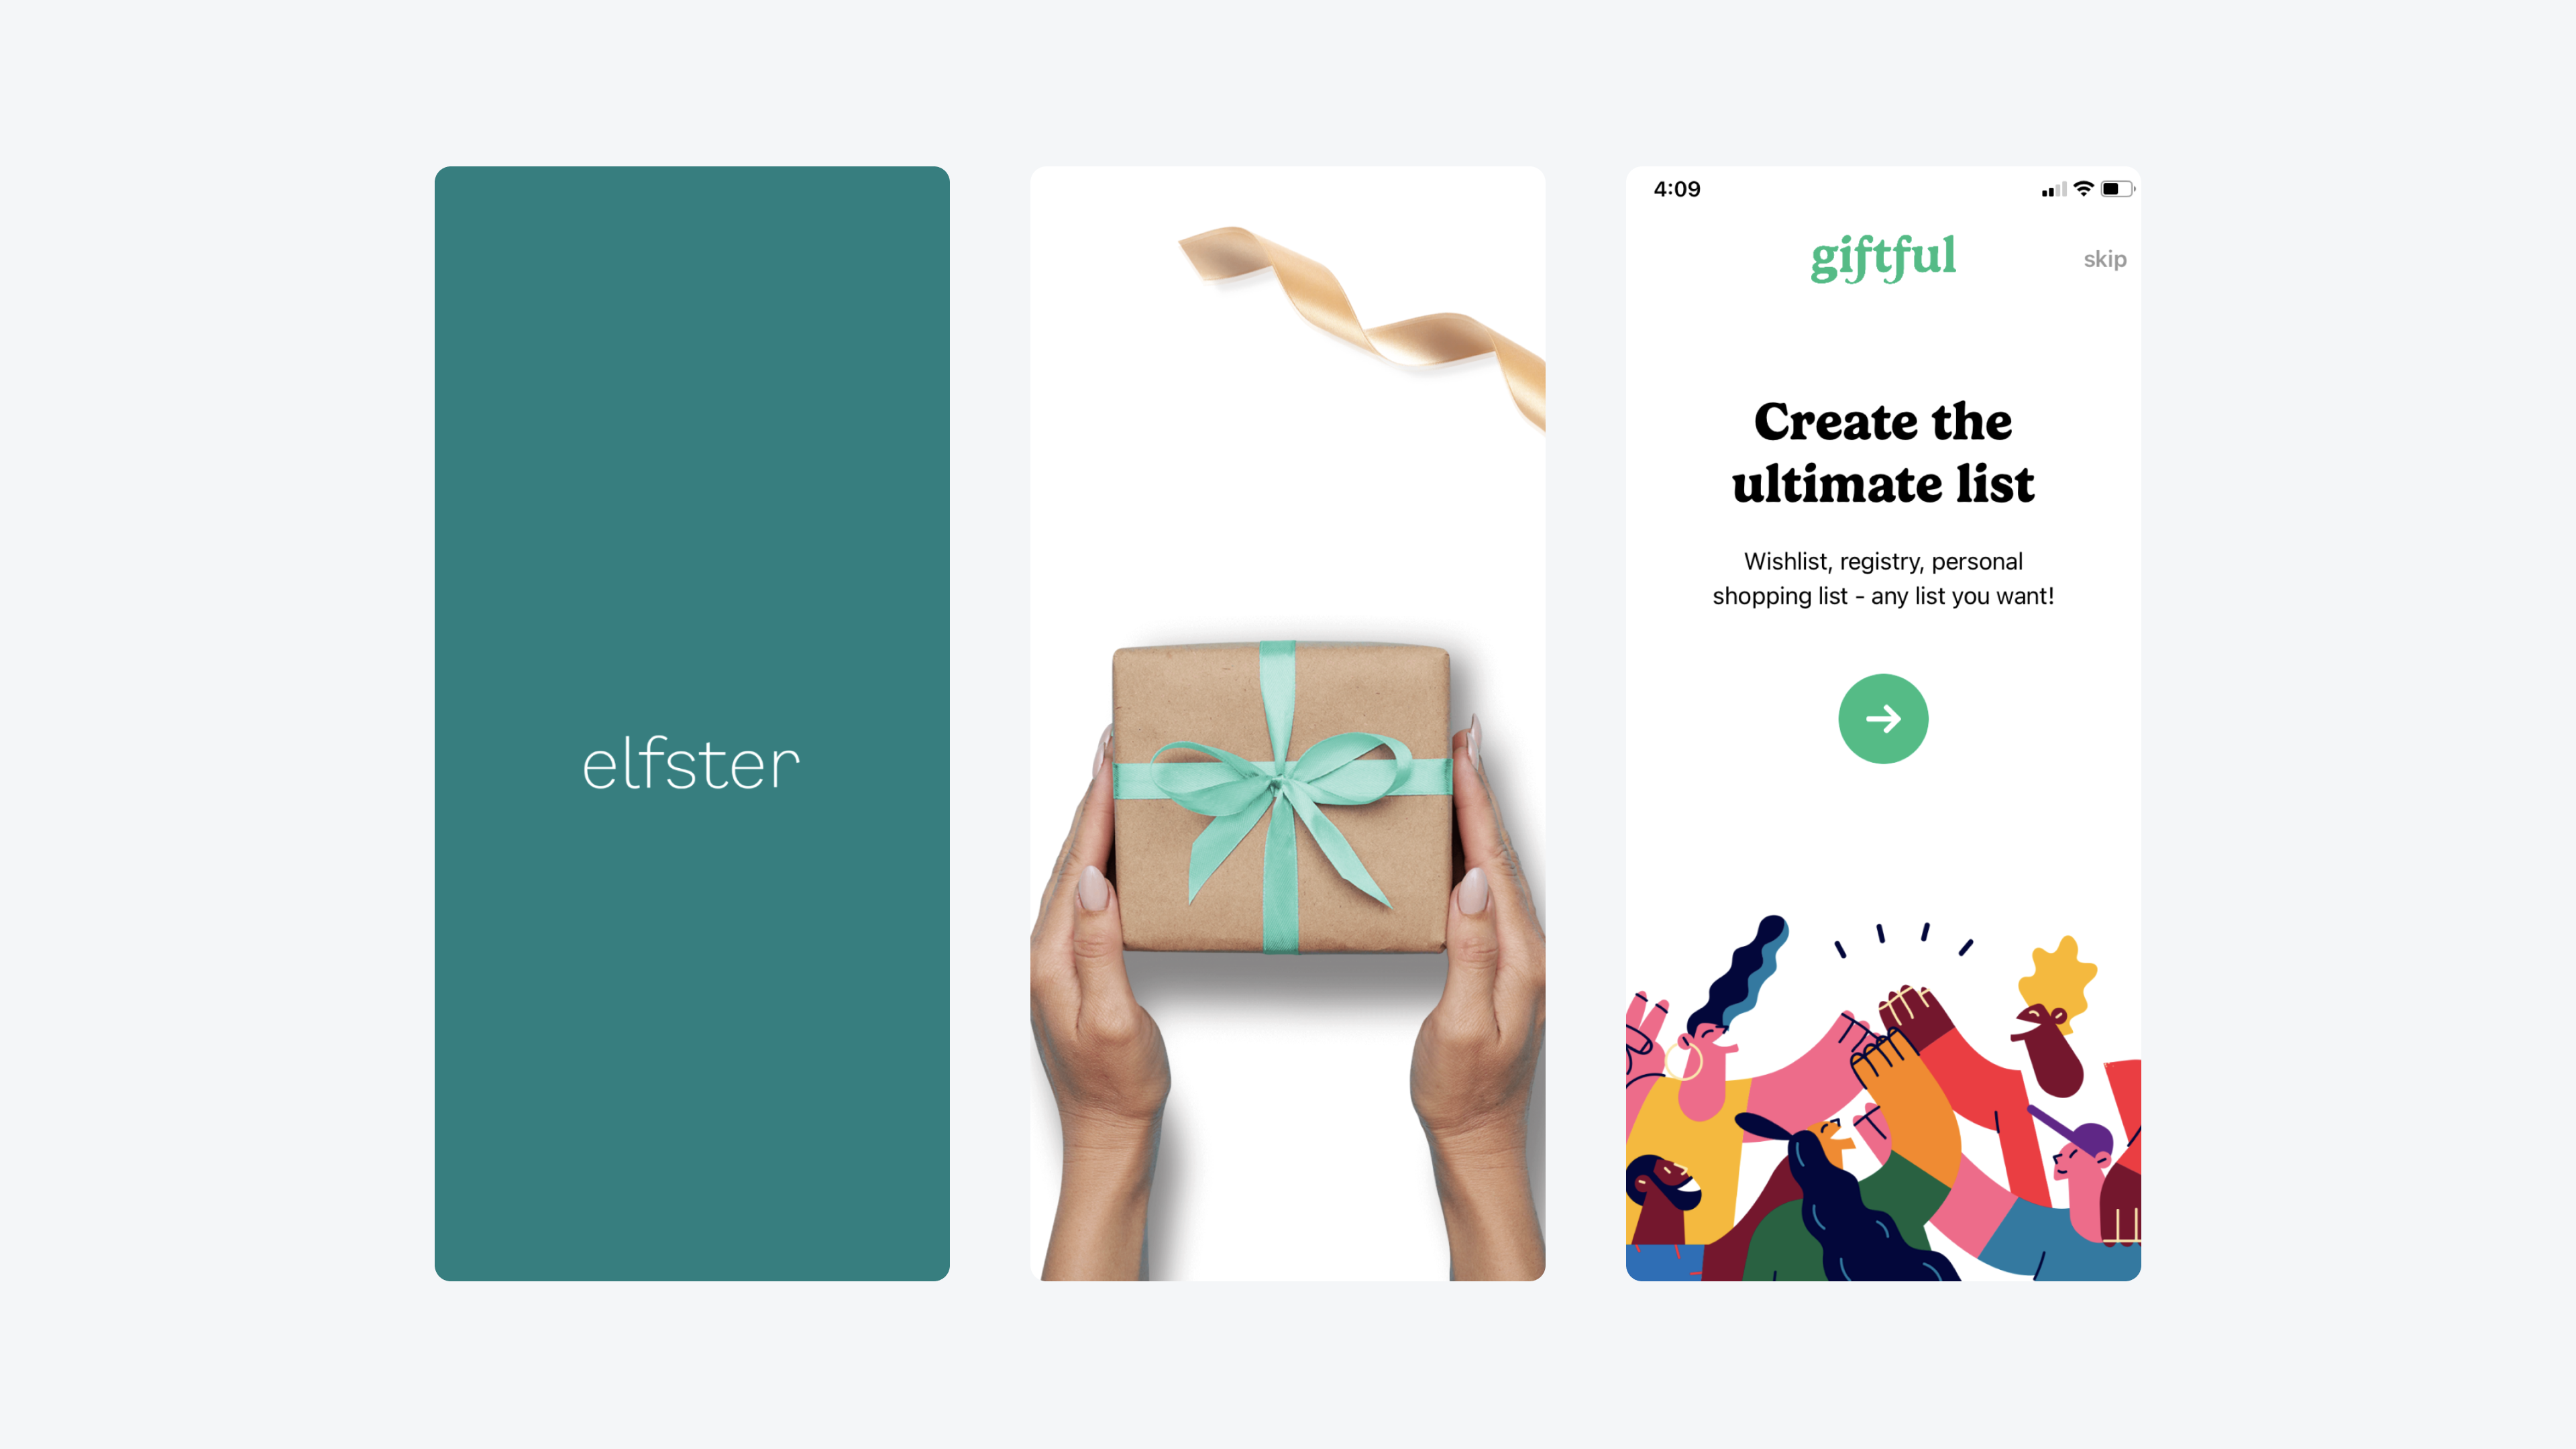 elfster
4:09
giftful
skip
Create the
ultimate list
Wishlist, registry, personal
shopping list - any list you want!